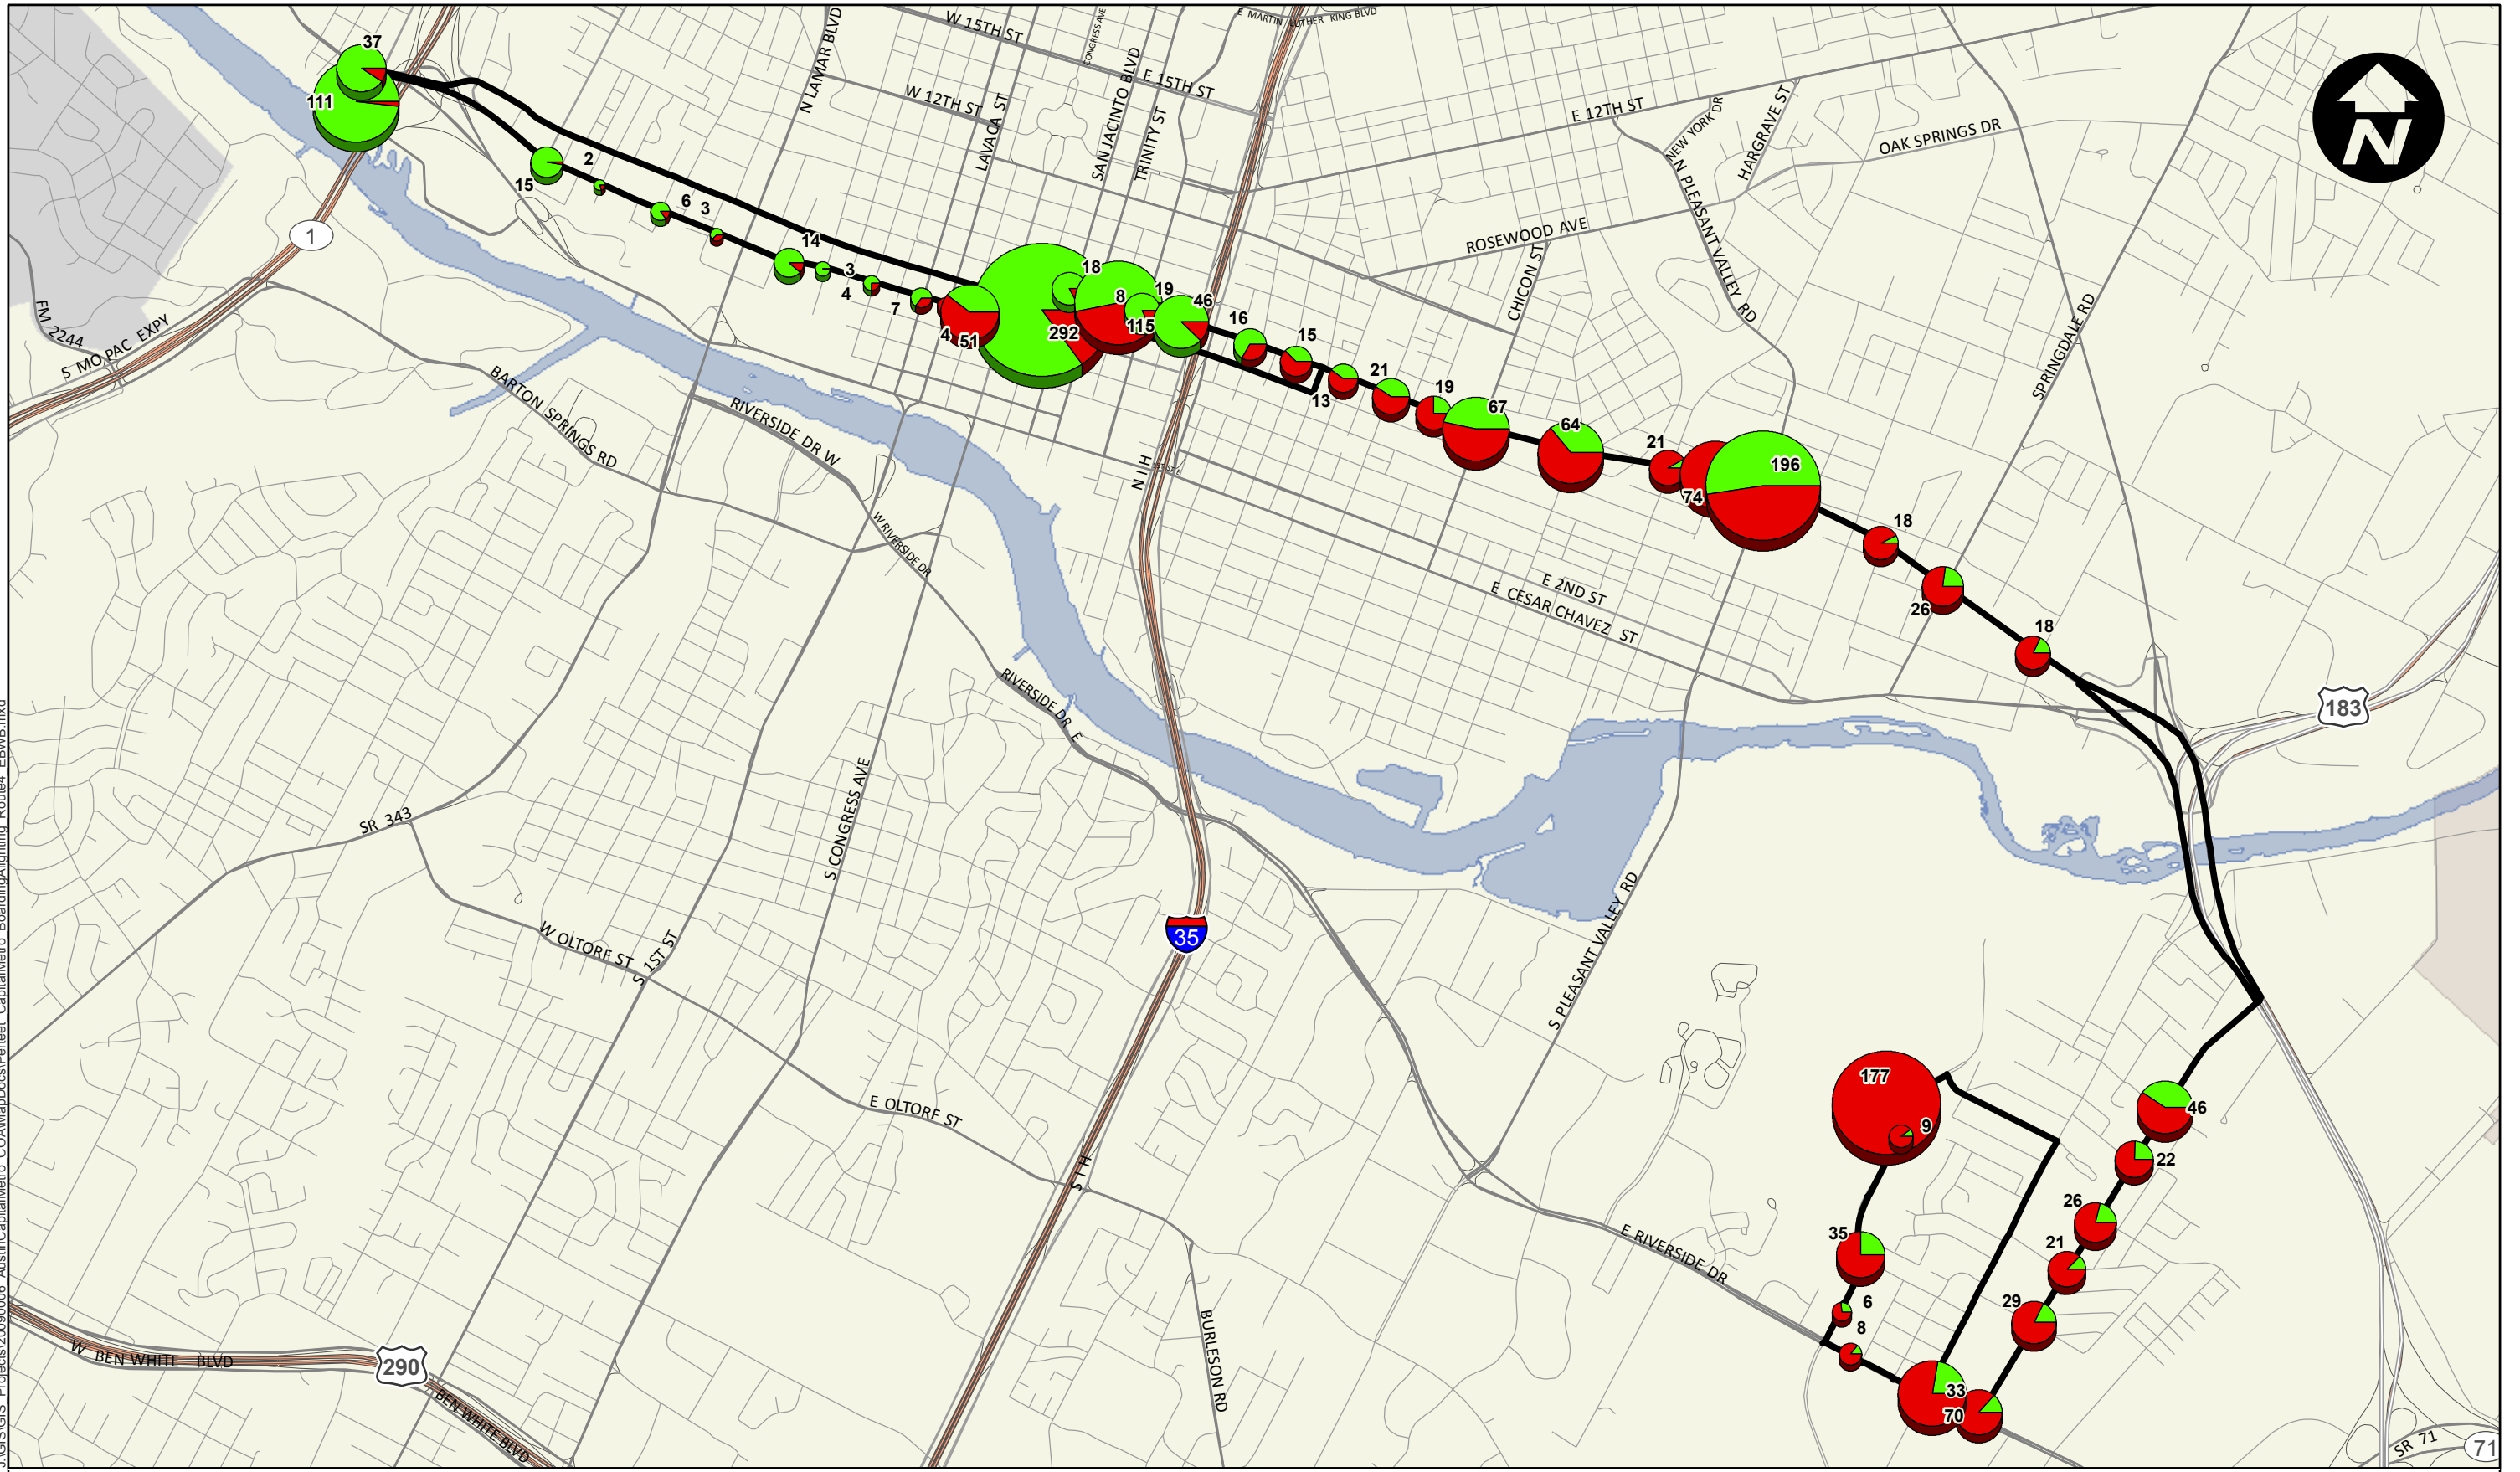 W 15TH ST
CONGRESS AVE
E MARTIN LUTHER KING BLVD
N LAMAR BLVD
37
111
W 12TH ST
LAVACA ST
SAN JACINTO BLVD
TRINITY ST
E 15TH ST
E 12TH ST
NEW YORK DR
HARGRAVE ST
OAK SPRINGS DR
N
2
15
6
3
1
14
3
4
7
4
51
18
292
8
19
115
46
16
15
13
21
19
67
64
21
74
196
18
26
18
ROSEWOOD AVE
CHICON ST
N PLEASANT VALLEY RD
SPRINGDALE RD
FM 2244
S MO PAC EXPY
BARTON SPRINGS RD
RIVERSIDE DR W
W RIVERSIDE DR
N IH
E 2ND ST
E CESAR CHAVEZ ST
RIVERSIDE DR E
183
SR 343
S CONGRESS AVE
35
S PLEASANT VALLEY RD
W OLTORF ST
S 1ST ST
E OLTORF ST
S IH
BURLESON RD
E RIVERSIDE DR
177
9
46
22
26
21
29
35
6
8
33
70
W BEN WHITE BLVD
290
BEN WHITE BLVD
SR 71
71